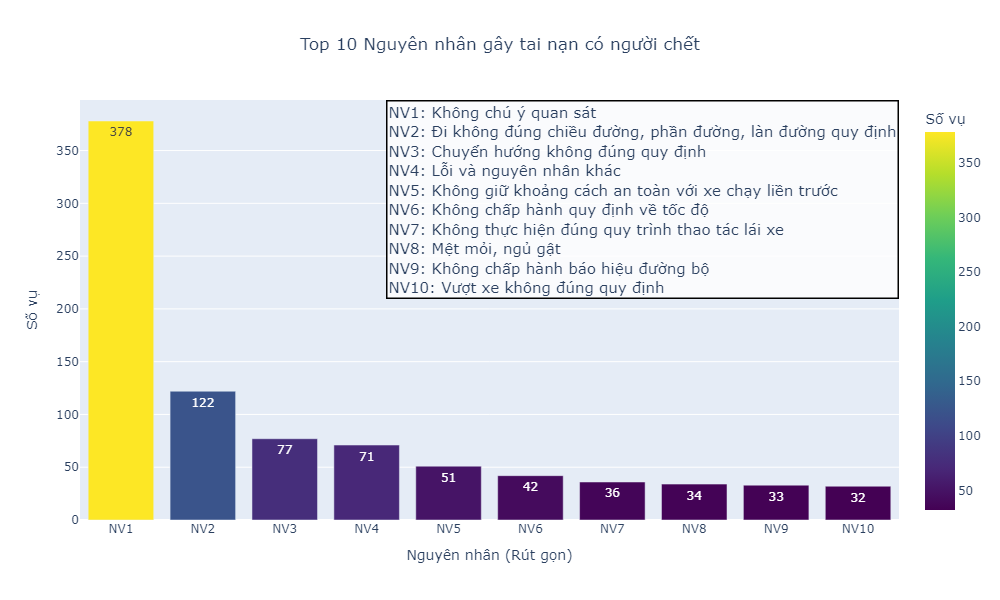 Top 10 Nguyên nhân gây tai nạn có người chết
NV1: Không chú ý quan sát
NV2: Đi không đúng chiều đường, phần đường, làn đường quy định
NV3: Chuyển hướng không đúng quy định
NV4: Lỗi và nguyên nhân khác
NV5: Không giữ khoảng cách an toàn với xe chạy liền trước
NV6: Không chấp hành quy định về tốc độ
NV7: Không thực hiện đúng quy trình thao tác lái xe
NV8: Mệt mỏi, ngủ gật
NV9: Không chấp hành báo hiệu đường bộ
NV10: Vượt xe không đúng quy định
Số vụ
350
300
250
200
150
100
50
0
378
122
77
71
51
42
36
34
33
32
NV1
NV2
NV3
NV4
NV5
NV6
NV7
NV8
NV9
NV10
Nguyên nhân (Rút gọn)
Số vụ
350
300
250
200
150
100
50